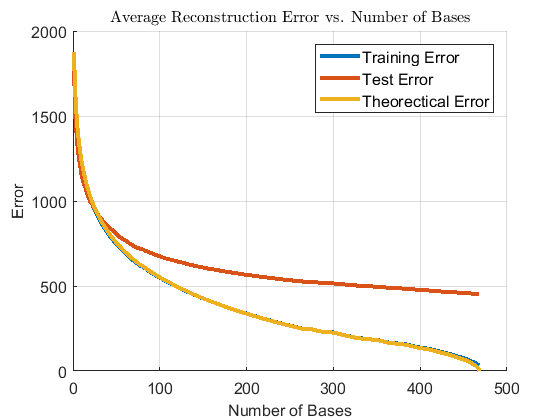 Average Reconstruction Error vs. Number of Bases
2000
1500
1000
500
0
Error
Training Error
Test Error
Theorectical Error
0 100 200 300 400 500
Number of Bases